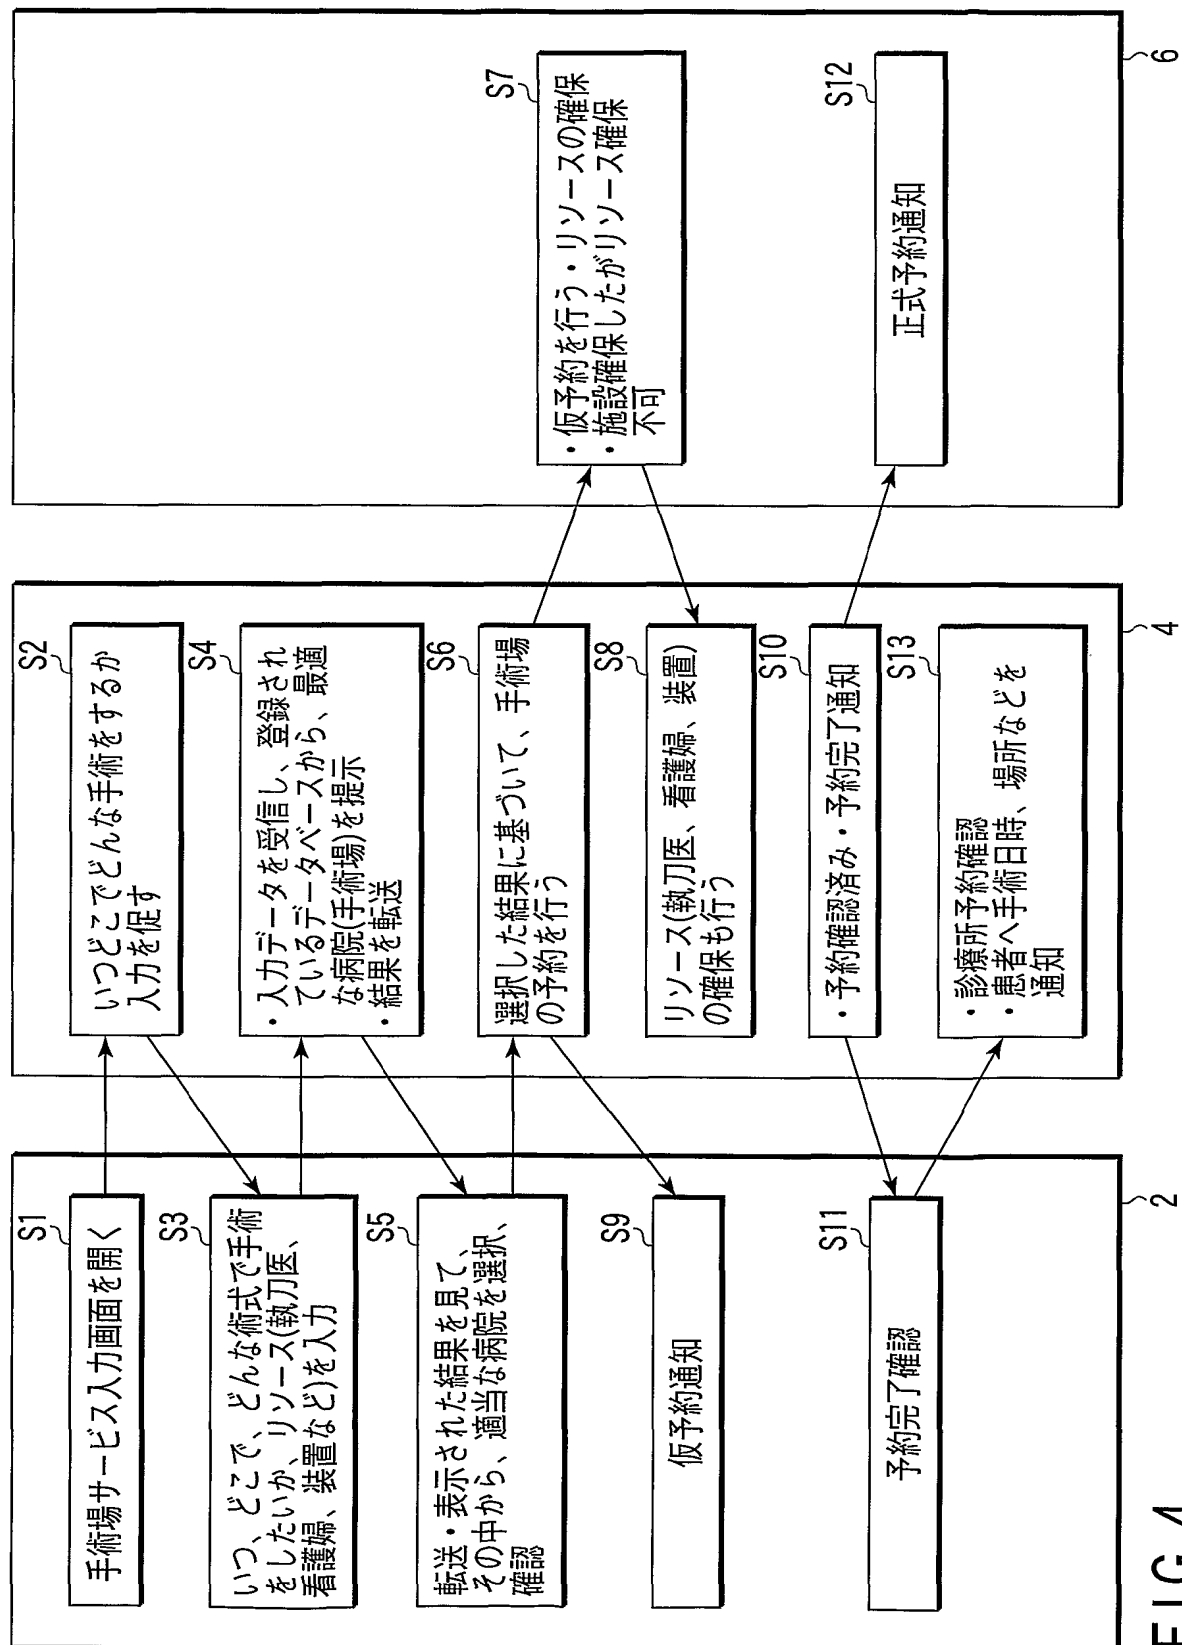 S1
手術場サービス入力画面を開く
S3
いつ、どこで、どんな術式で手術
をしたいか、リソース(執刀医、
看護婦、装置など)を入力
S5
転送・表示された結果を見て、
その中から、適当な病院を選択、
確認
S9
仮予約通知
S11
予約完了確認
2
S2
いつどこでどんな手術をするか
入力を促す
S4
・入力データを受信し、登録され
ているデータベースから、最適
な病院(手術場)を提示
・結果を転送
S6
選択した結果に基づいて、手術場
の予約を行う
S8
リソース(執刀医、看護婦、装置)
の確保も行う
S10
・予約確認済み・予約完了通知
S13
・診療所予約確認
・患者へ手術日時、場所などを
通知
4
S7
・仮予約を行う・リソースの確保
・施設確保したがリソース確保
不可
S12
正式予約通知
6
FIG. 4